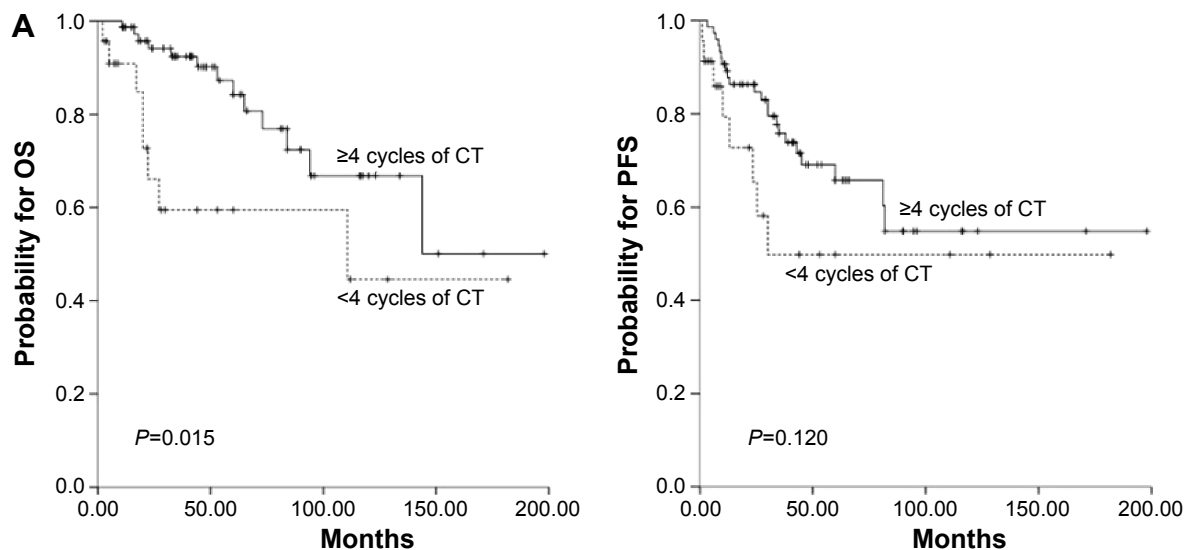 A
Probability for OS
1.0
0.8
0.6
0.4
0.2
0.0
≥4 cycles of CT
<4 cycles of CT
P=0.015
0.00 50.00 100.00 150.00 200.00
Months
Probability for PFS
1.0
0.8
0.6
0.4
0.2
0.0
≥4 cycles of CT
<4 cycles of CT
P=0.120
0.00 50.00 100.00 150.00 200.00
Months